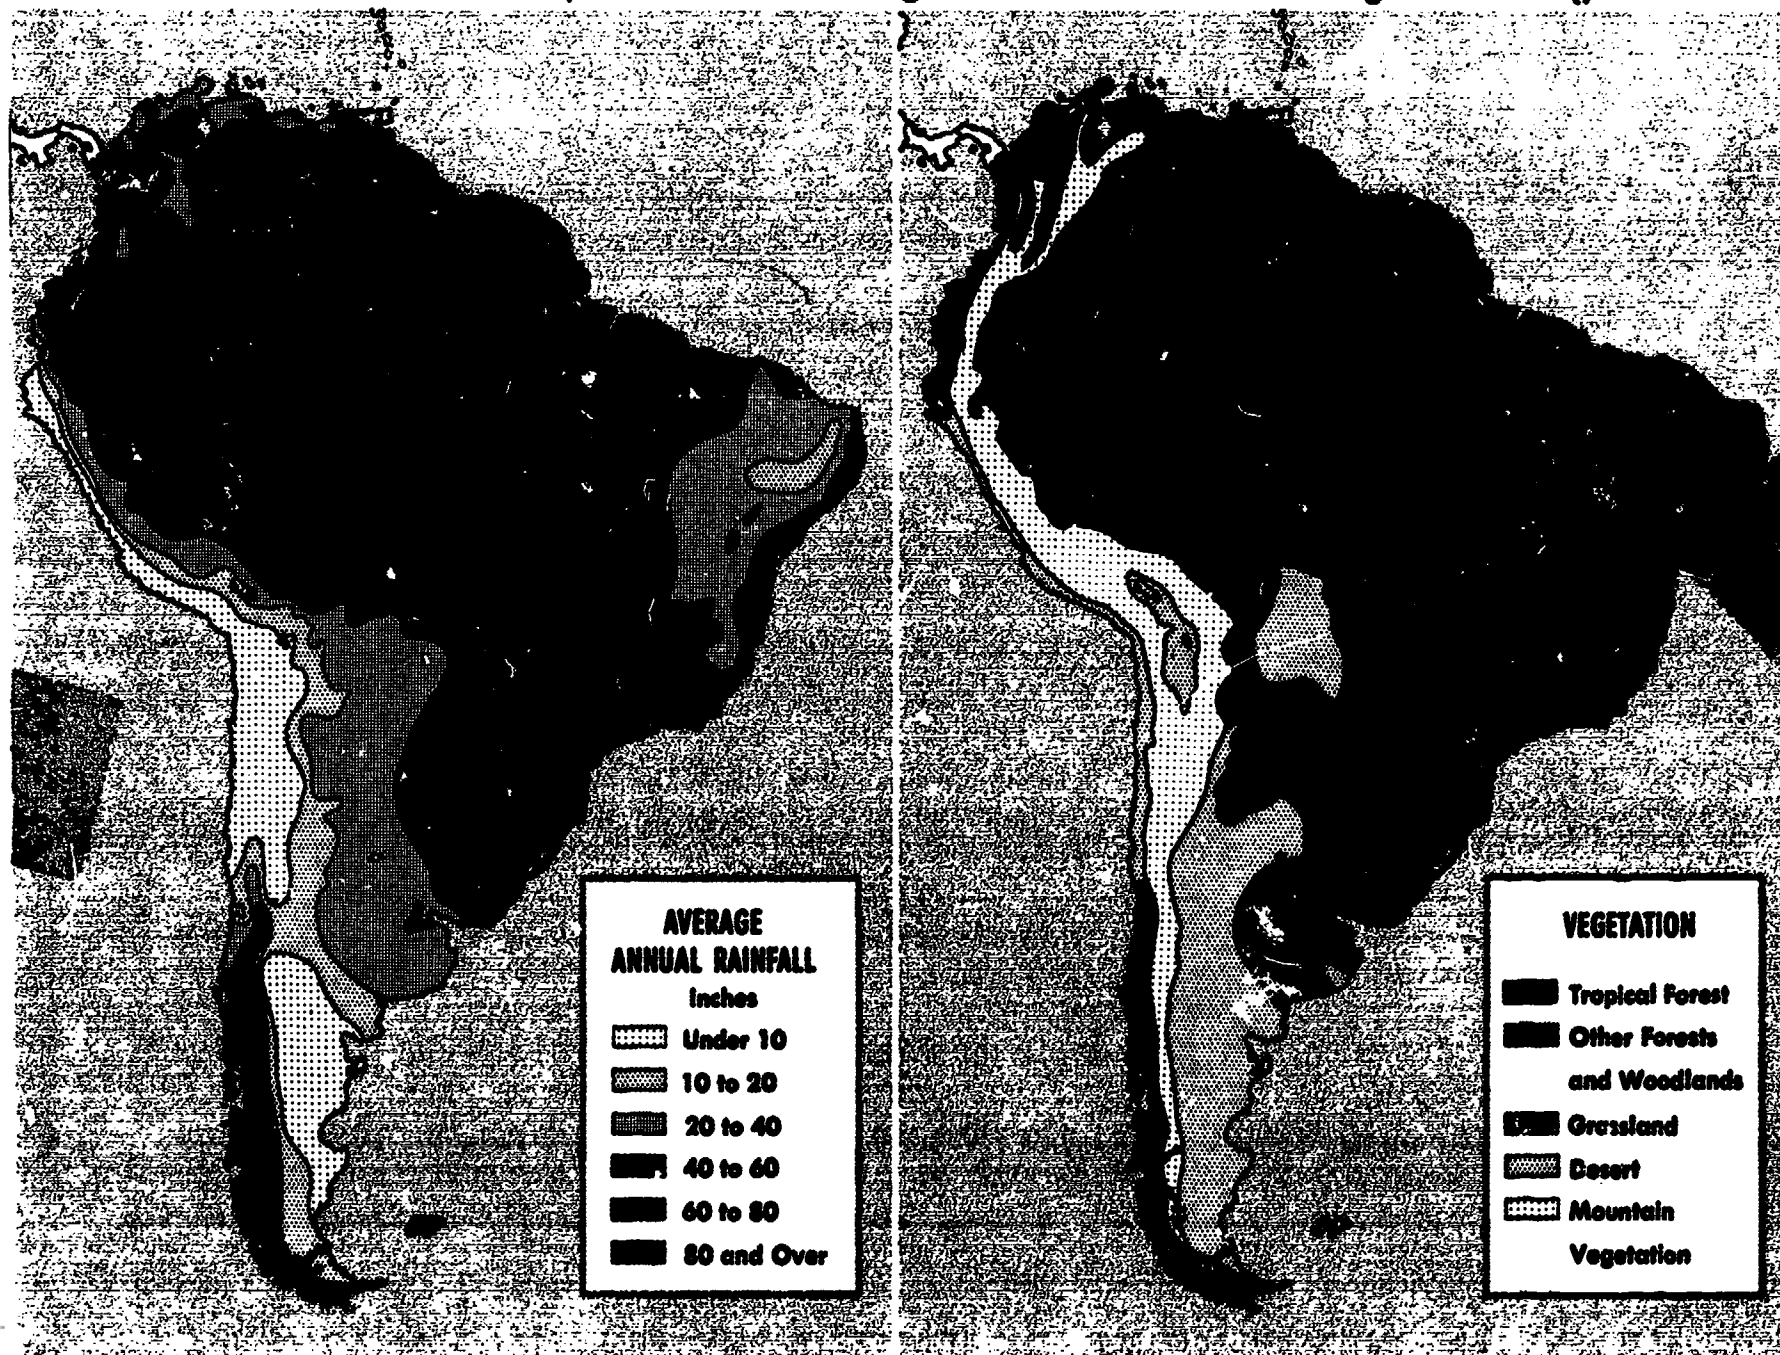 AVERAGE
ANNUAL RAINFALL
Inches
Under 10
10 to 20
20 to 40
40 to 60
60 to 80
80 and Over
VEGETATION
Tropical Forest
Other Forests
and Woodlands
Grassland
Desert
Mountain
Vegetation